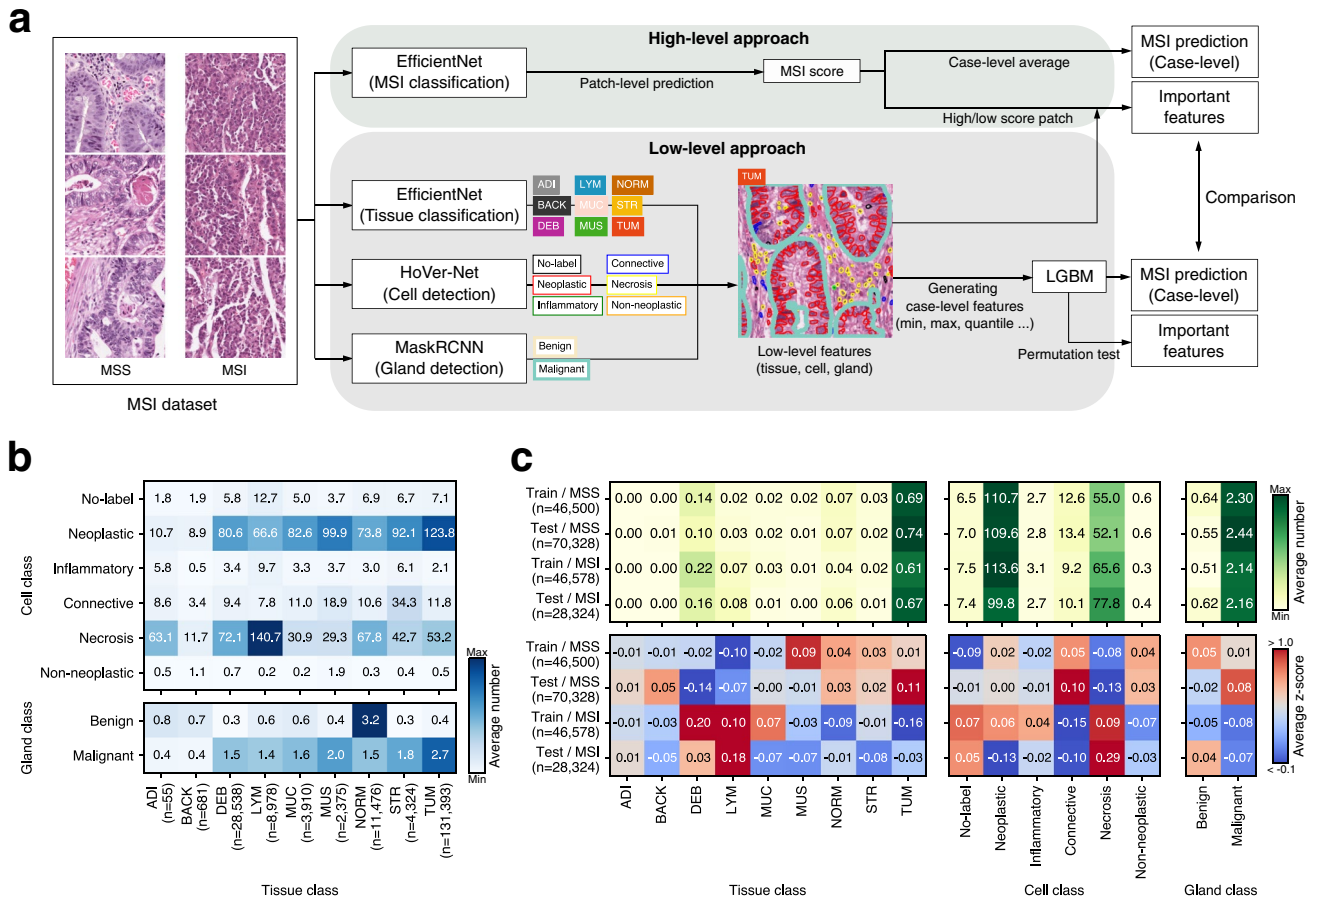 a
High-level approach
EfficientNet
(MSI classification)
Patch-level prediction
MSI score
Case-level average
High/low score patch
MSI prediction
(Case-level)
Important
features
Low-level approach
EfficientNet
(Tissue classification)
ADI LYM NORM
BACK MUC STR
DEB MUS TUM
HoVer-Net
(Cell detection)
No-label Connective
Neoplastic Necrosis
Inflammatory Non-neoplastic
MaskRCNN
(Gland detection)
Benign
Malignant
TUM
Low-level features
(tissue, cell, gland)
Generating
case-level features
(min, max, quantile ...)
LGBM
Permutation test
MSI prediction
(Case-level)
Important
features
Comparison
MSS MSI
MSI dataset
b
Cell class
No-label 1.8 1.9 5.8 12.7 5.0 3.7 6.9 6.7 7.1
Neoplastic 10.7 8.9 80.6 66.6 82.6 99.9 73.8 92.1 123.8
Inflammatory 5.8 0.5 3.4 9.7 3.3 3.7 3.0 6.1 2.1
Connective 8.6 3.4 9.4 7.8 11.0 18.9 10.6 34.3 11.8
Necrosis 63.1 11.7 72.1 140.7 30.9 29.3 67.8 42.7 53.2
Non-neoplastic 0.5 1.1 0.7 0.2 0.2 1.9 0.3 0.4 0.5
Gland class
Benign 0.8 0.7 0.3 0.6 0.6 0.4 3.2 0.3 0.4
Malignant 0.4 0.4 1.5 1.4 1.6 2.0 1.5 1.8 2.7
ADI
(n=55)
BACK
(n=681)
DEB
(n=28,538)
LYM
(n=8,978)
MUC
(n=3,910)
MUS
(n=2,375)
NORM
(n=11,476)
STR
(n=4,324)
TUM
(n=131,393)
Tissue class
Max
Average number
Min
c
Train / MSS
(n=46,500)
0.00 0.00 0.14 0.02 0.02 0.02 0.07 0.03 0.69 6.5 110.7 2.7 12.6 55.0 0.6 0.64 2.30
Test / MSS
(n=70,328)
0.00 0.00 0.10 0.03 0.02 0.01 0.07 0.02 0.74 7.0 109.6 2.2 13.4 52.1 0.6 0.55 2.44
Train / MSI
(n=46,578)
0.00 0.00 0.22 0.07 0.03 0.01 0.04 0.02 0.61 7.5 113.6 3.1 9.2 65.6 0.3 0.51 2.14
Test / MSI
(n=28,324)
0.00 0.00 0.16 0.08 0.01 0.00 0.06 0.01 0.67 7.4 99.8 2.7 10.1 77.8 0.4 0.62 2.16
Max
Average number
Min
Train / MSS
(n=46,500)
-0.01 -0.01 -0.02 -0.10 -0.02 0.09 0.04 0.03 0.01 -0.09 0.02 -0.02 0.05 -0.08 0.04 0.05 0.01
Test / MSS
(n=70,328)
0.01 0.05 -0.14 -0.07 -0.00 -0.01 0.03 0.02 0.11 -0.01 0.00 -0.01 0.10 -0.13 0.03 -0.02 0.08
Train / MSI
(n=46,578)
-0.01 -0.03 0.20 0.10 0.07 -0.03 -0.09 -0.01 -0.16 0.07 0.06 0.04 -0.15 0.09 -0.07 -0.05 -0.08
Test / MSI
(n=28,324)
0.01 -0.05 0.03 0.18 -0.07 -0.07 -0.01 -0.08 -0.03 0.05 -0.13 -0.02 -0.10 0.29 -0.03 0.04 -0.07
> 1.0
Average z-score
< -0.1
ADI
BACK
DEB
LYM
MUC
MUS
NORM
STR
TUM
No-label
Neoplastic
Inflammatory
Connective
Necrosis
Non-neoplastic
Benign
Malignant
Tissue class
Cell class
Gland class